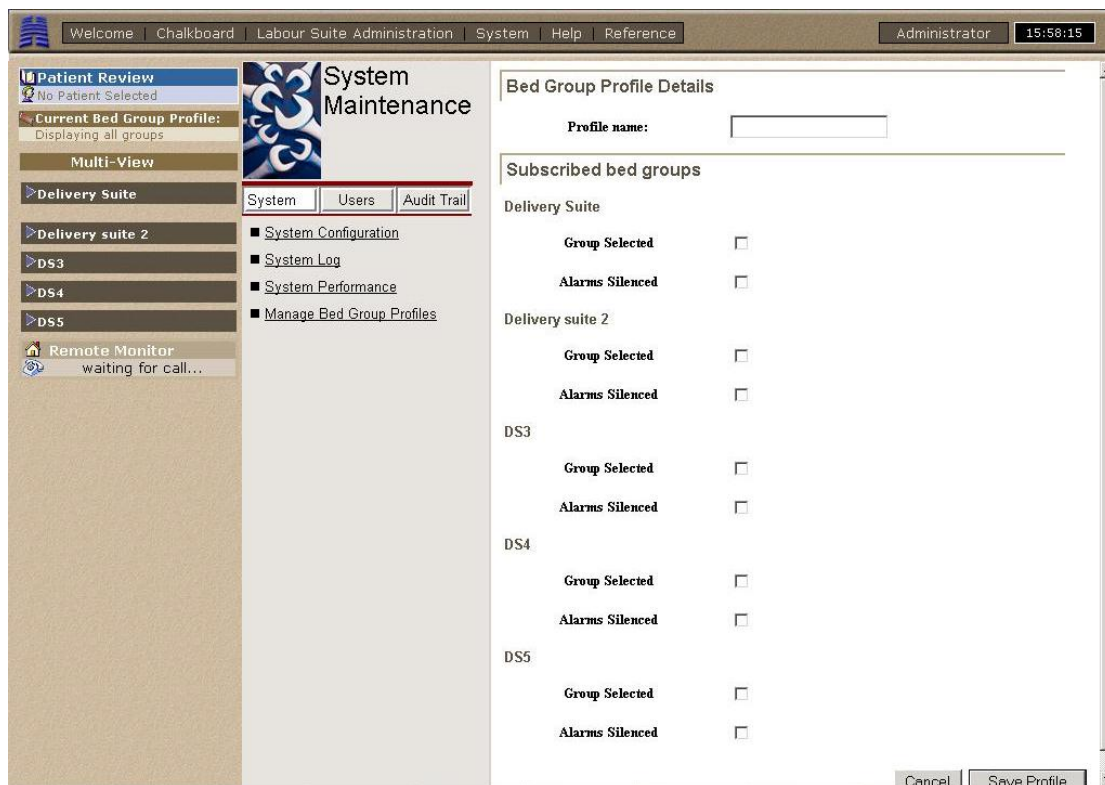 Welcome | Chalkboard | Labour Suite Administration | System | Help | Reference
Administrator
15:58:15
Patient Review
No Patient Selected
Current Bed Group Profile:
Displaying all groups
Multi-View
Delivery Suite
Delivery suite 2
DS3
DS4
DS5
Remote Monitor
waiting for call...
System
Maintenance
System
Users
Audit Trail
System Configuration
System Log
System Performance
Manage Bed Group Profiles
Bed Group Profile Details
Profile name:
Subscribed bed groups
Delivery Suite
Group Selected
Alarms Silenced
Delivery suite 2
Group Selected
Alarms Silenced
DS3
Group Selected
Alarms Silenced
DS4
Group Selected
Alarms Silenced
DS5
Group Selected
Alarms Silenced
Cancel
Save Profile